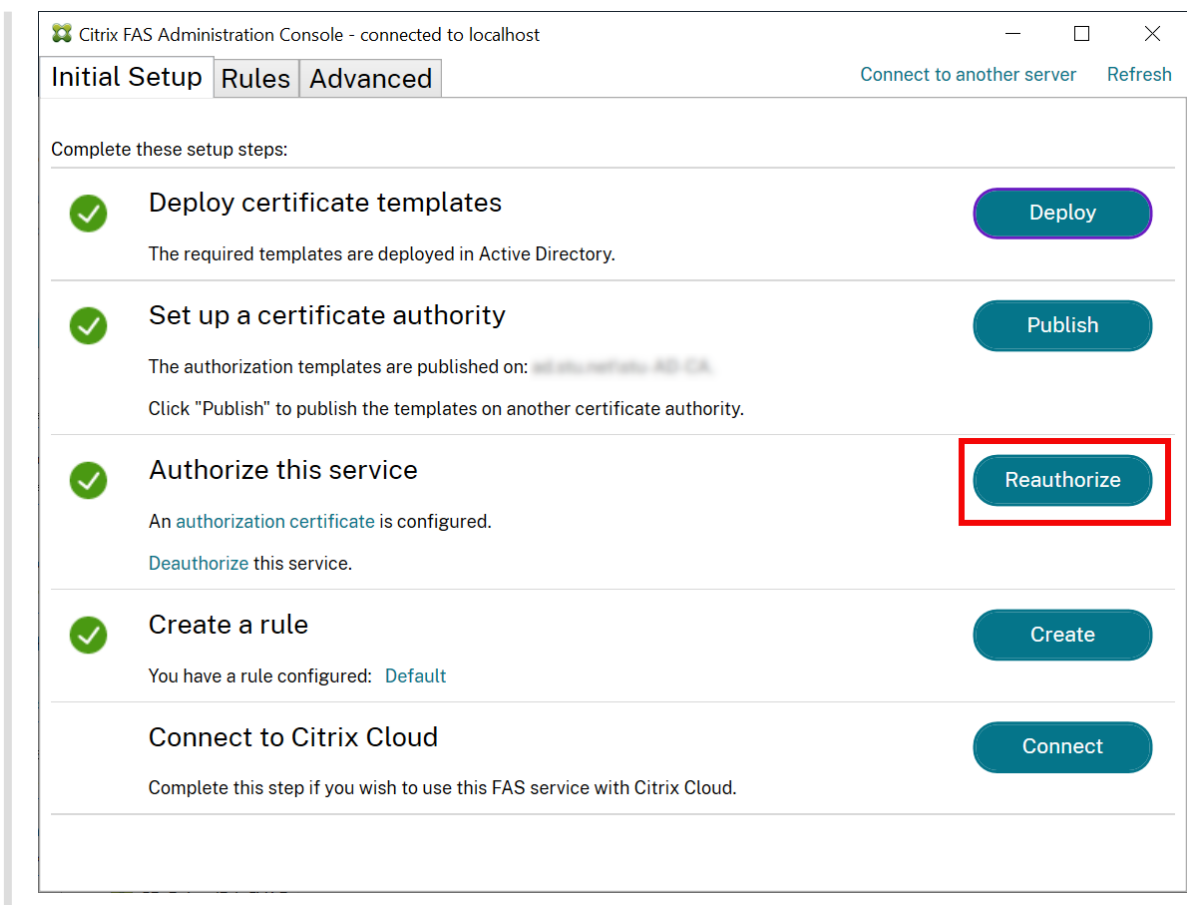 Citrix FAS Administration Console - connected to localhost
Initial Setup Rules Advanced Connect to another server Refresh
Complete these setup steps:
Deploy certificate templates
Deploy
The required templates are deployed in Active Directory.
Set up a certificate authority
Publish
The authorization templates are published on:
Click "Publish" to publish the templates on another certificate authority.
Authorize this service
Reauthorize
An authorization certificate is configured.
Deauthorize this service.
Create a rule
Create
You have a rule configured: Default
Connect to Citrix Cloud
Connect
Complete this step if you wish to use this FAS service with Citrix Cloud.